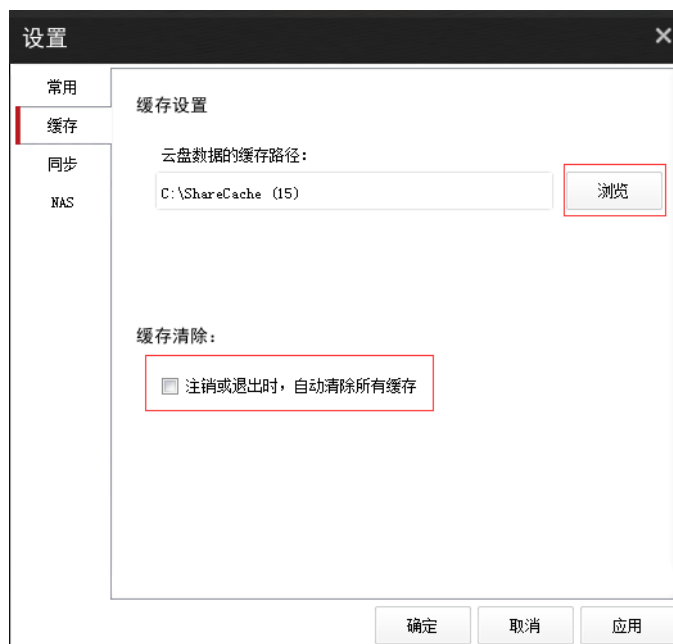 设置
常用
缓存
同步
NAS
缓存设置
云盘数据的缓存路径：
C:\ShareCache (15)
浏览
缓存清除：
注销或退出时，自动清除所有缓存
确定
取消
应用